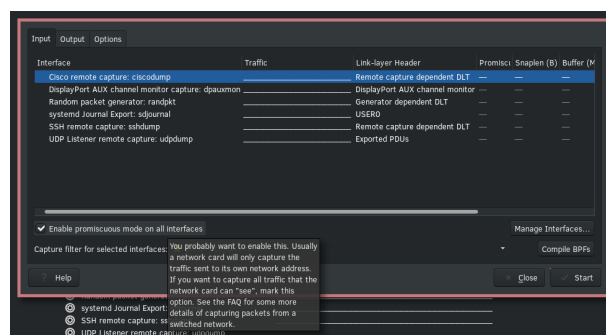 Input Output Options
Interface Traffic Link-layer Header Promisc Snaplen (B) Buffer (M
Cisco remote capture: ciscodump Remote capture dependent DLT — — —
DisplayPort AUX channel monitor capture: dpauxmon DisplayPort AUX channel monitor — — —
Random packet generator: randpkt Generator dependent DLT — — —
systemd Journal Export: sdjournal USER0 — — —
SSH remote capture: sshdump Remote capture dependent DLT — — —
UDP Listener remote capture: udpdump Exported PDUs — — —
Enable promiscuous mode on all interfaces Manage Interfaces...
Capture filter for selected interfaces: Compile BPFs
You probably want to enable this. Usually
a network card will only capture the
traffic sent to its own network address.
If you want to capture all traffic that the
network card can "see", mark this
option. See the FAQ for some more
details of capturing packets from a
switched network.
? Help Close Start
systemd Journal Export:
SSH remote capture: ss
UDP Listener remote capture: udpdump